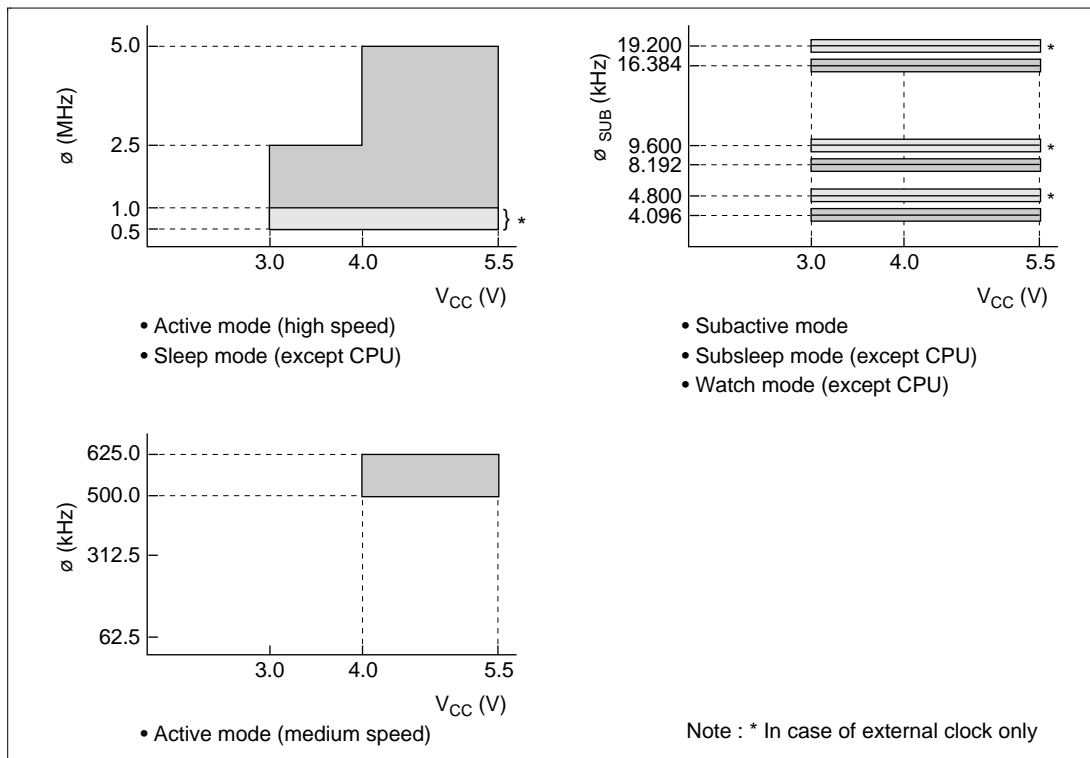 5.0
2.5
1.0
0.5
ø (MHz)
} *
3.0 4.0 5.5
VCC (V)
• Active mode (high speed)
• Sleep mode (except CPU)
19.200
16.384
9.600
8.192
4.800
4.096
ø SUB (kHz)
*
*
*
3.0 4.0 5.5
VCC (V)
• Subactive mode
• Subsleep mode (except CPU)
• Watch mode (except CPU)
625.0
500.0
312.5
62.5
ø (kHz)
3.0 4.0 5.5
VCC (V)
• Active mode (medium speed)
Note : * In case of external clock only